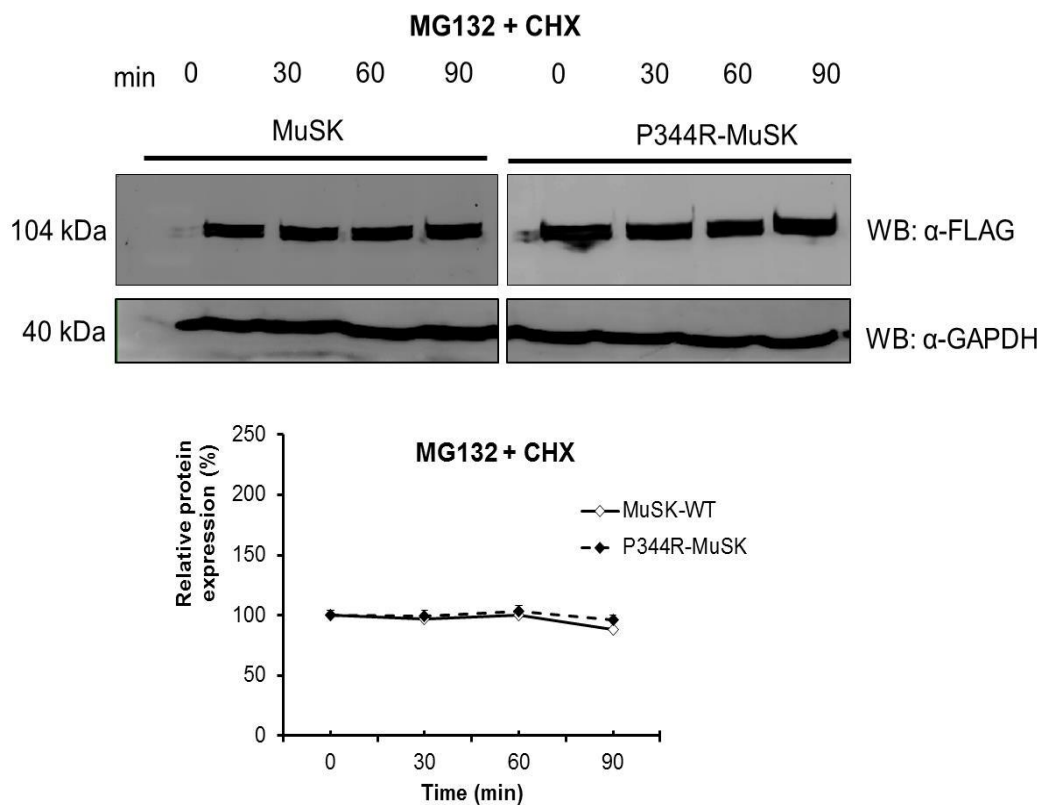 MG132 + CHX
min 0 30 60 90 0 30 60 90
MuSK P344R-MuSK
104 kDa WB: α-FLAG
40 kDa WB: α-GAPDH
MG132 + CHX
Relative protein
expression (%)
250
200
150
100
50
0
MuSK-WT
P344R-MuSK
0 30 60 90
Time (min)